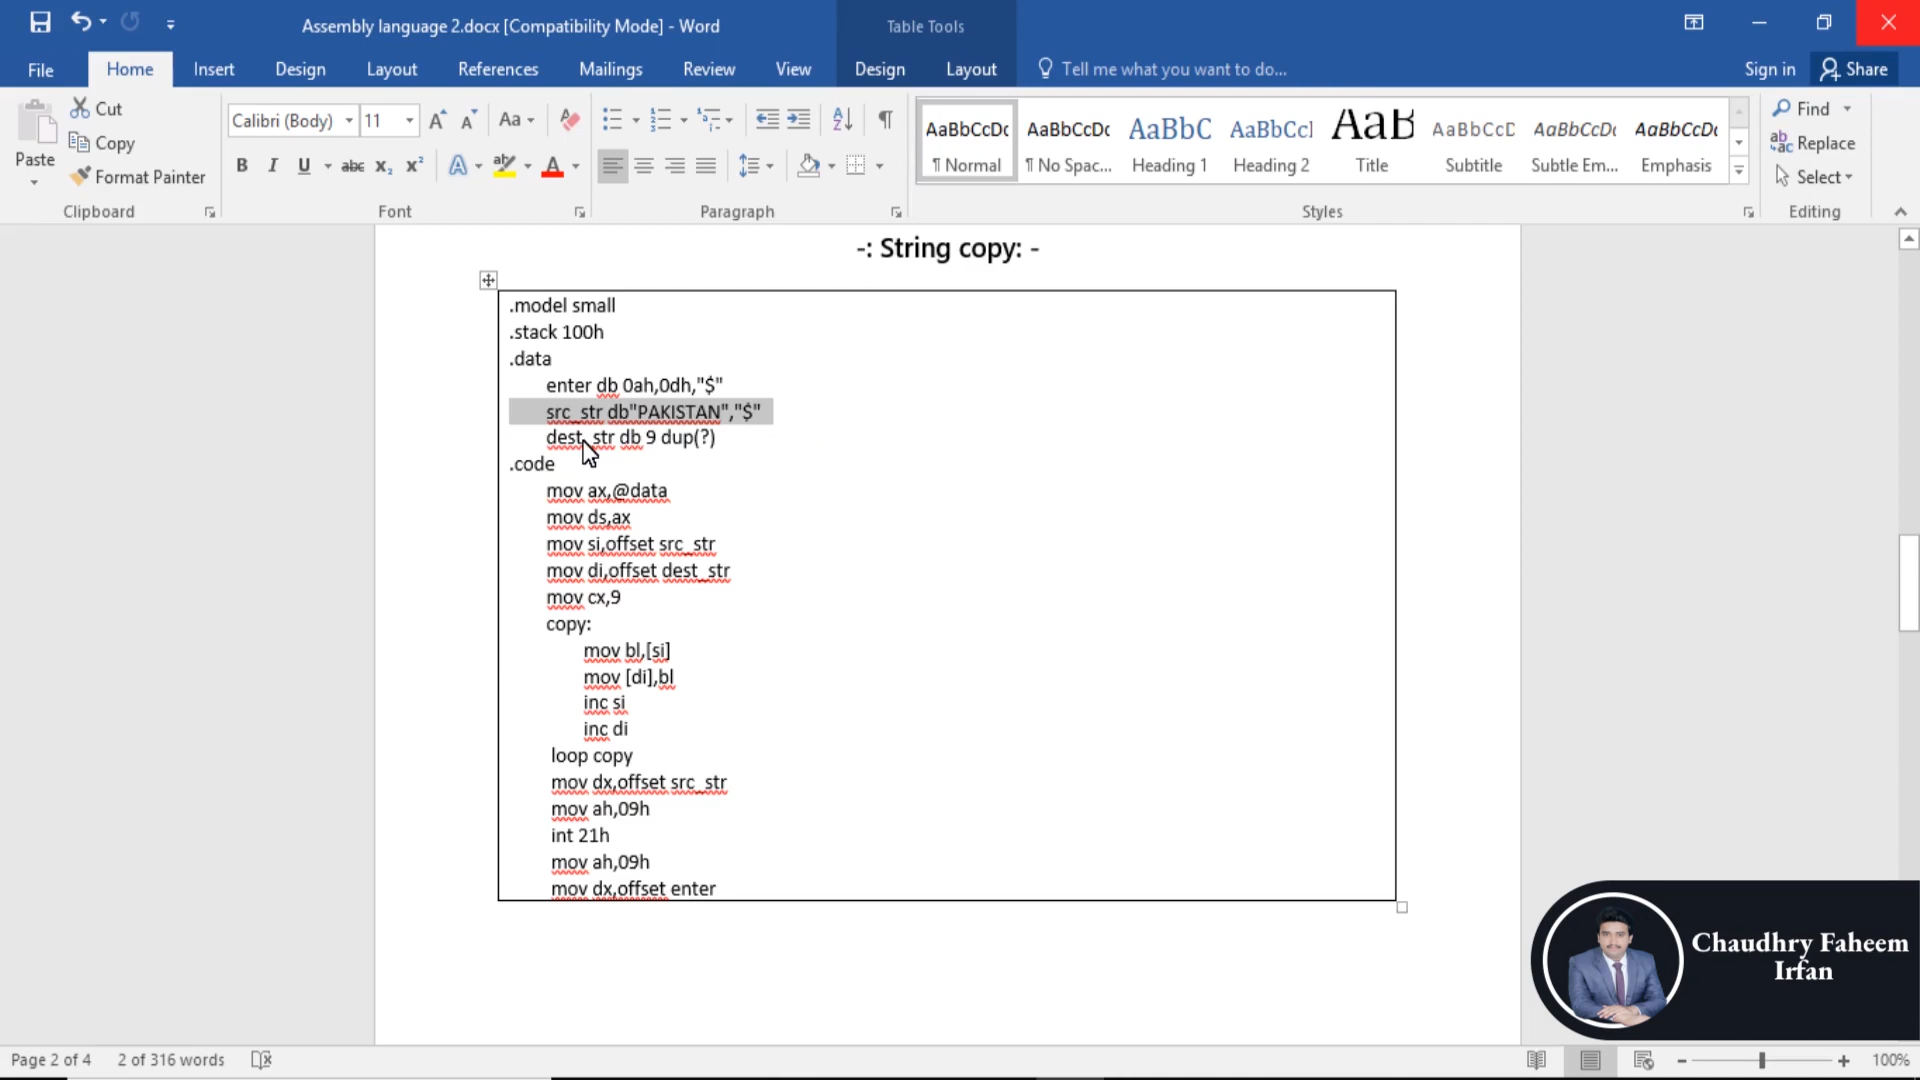 Assembly language 2.docx [Compatibility Mode] - Word
Table Tools
File
Home
Insert
Design
Layout
References
Mailings
Review
View
Design
Layout
Tell me what you want to do...
Sign in
Share
Paste
Cut
Copy
Format Painter
Clipboard
Calibri (Body)
11
Font
Paragraph
AaBbCcDc
¶ Normal
AaBbCcDc
¶ No Spac...
AaBbC
Heading 1
AaBbCcl
Heading 2
AaB
Title
AaBbCcD
Subtitle
AaBbCcDc
Subtle Em...
AaBbCcDc
Emphasis
Styles
Find
Replace
Select
Editing
-: String copy: -
.model small
.stack 100h
.data
enter db 0ah,0dh,"$"
src_str db"PAKISTAN","$"
dest_str db 9 dup(?)
.code
mov ax,@data
mov ds,ax
mov si,offset src_str
mov di,offset dest_str
mov cx,9
copy:
mov bl,[si]
mov [di],bl
inc si
inc di
loop copy
mov dx,offset src_str
mov ah,09h
int 21h
mov ah,09h
mov dx,offset enter
Chaudhry Faheem
Irfan
Page 2 of 4
2 of 316 words
100%